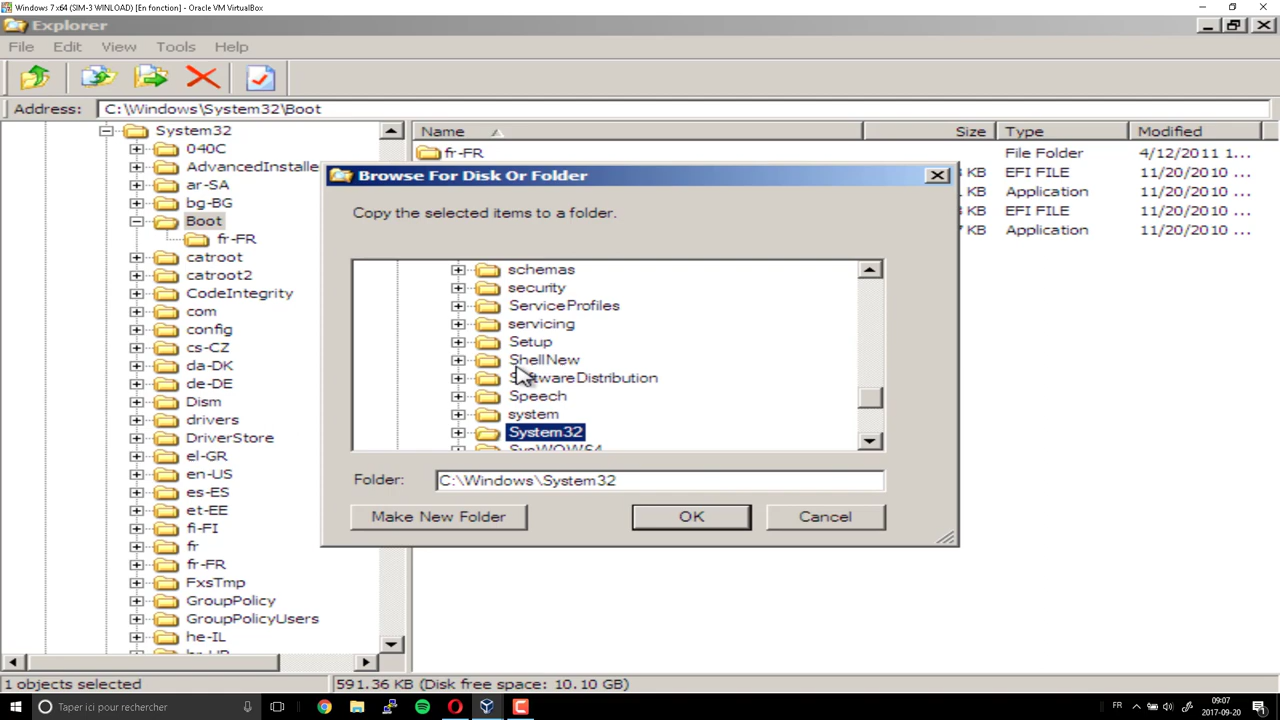 Windows 7 x64 (SIM-3 WINLOAD) [En fonction] - Oracle VM VirtualBox
Explorer
File Edit View Tools Help
Address: C:\Windows\System32\Boot
System32
040C
AdvancedInstalle
ar-SA
bg-BG
Boot
fr-FR
catroot
catroot2
CodeIntegrity
com
config
cs-CZ
da-DK
de-DE
Dism
drivers
DriverStore
el-GR
en-US
es-ES
et-EE
fi-FI
fr
fr-FR
FxsTmp
GroupPolicy
GroupPolicyUsers
he-IL
Name Size Type Modified
fr-FR File Folder 4/12/2011 1...
KB EFI FILE 11/20/2010 ...
KB Application 11/20/2010 ...
KB EFI FILE 11/20/2010 ...
KB Application 11/20/2010 ...
Browse For Disk Or Folder
Copy the selected items to a folder.
schemas
security
ServiceProfiles
servicing
Setup
ShellNew
SoftwareDistribution
Speech
system
System32
Folder: C:\Windows\System32
Make New Folder OK Cancel
1 objects selected 591.36 KB (Disk free space: 10.10 GB)
Taper ici pour rechercher
FR 09:07
2017-09-20
1